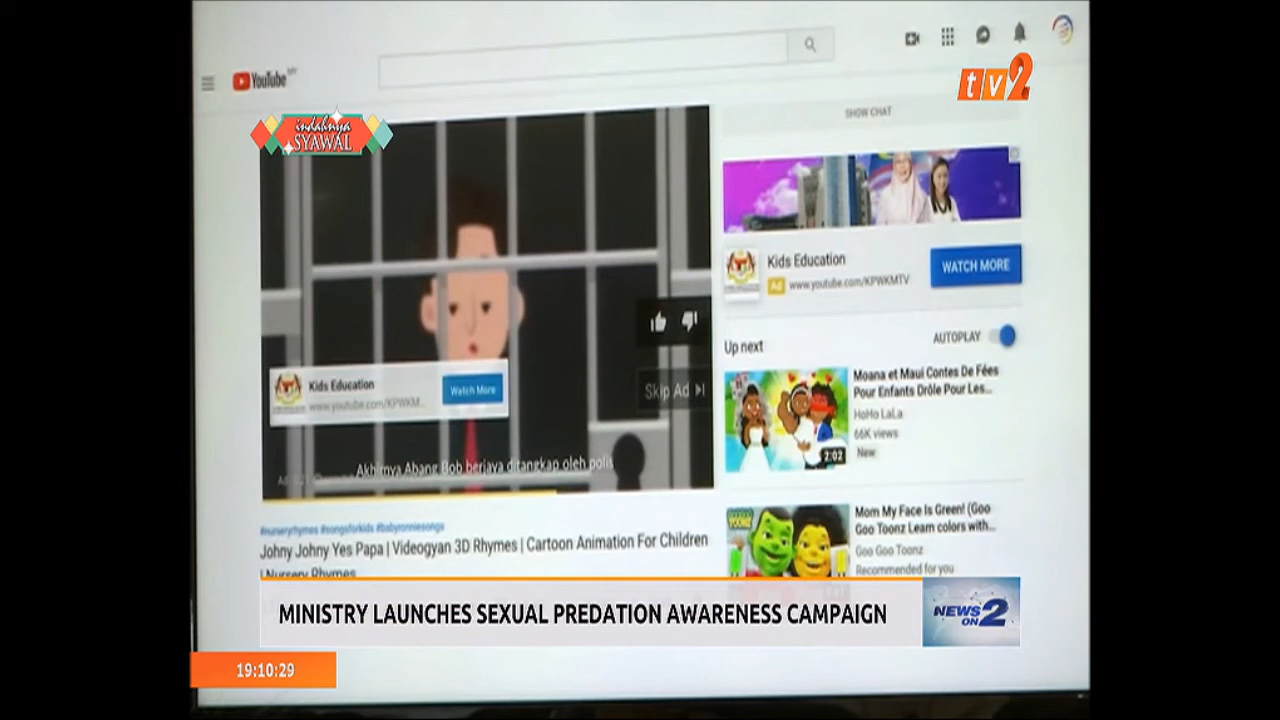 YouTube MY
tv2
indahnya
SYAWAL
SHOW CHAT
Kids Education
Ad www.youtube.com/KPWKMTV
WATCH MORE
Kids Education
www.youtube.com/KPWKM...
Watch More
Skip Ad
Akhirnya Abang Bob berjaya ditangkap oleh polis
Ad
Up next
AUTOPLAY
Moana et Maui Contes De Fées
Pour Enfants Drôle Pour Les...
HoHo LaLa
66K views
New
2:02
#nurseryrhymes #songsforkids #babyronniesongs
Johny Johny Yes Papa | Videogyan 3D Rhymes | Cartoon Animation For Children
| Nursery Rhymes
Mom My Face Is Green! (Goo
Goo Toonz Learn colors with...
Goo Goo Toonz
Recommended for you
MINISTRY LAUNCHES SEXUAL PREDATION AWARENESS CAMPAIGN
NEWS
ON 2
19:10:29